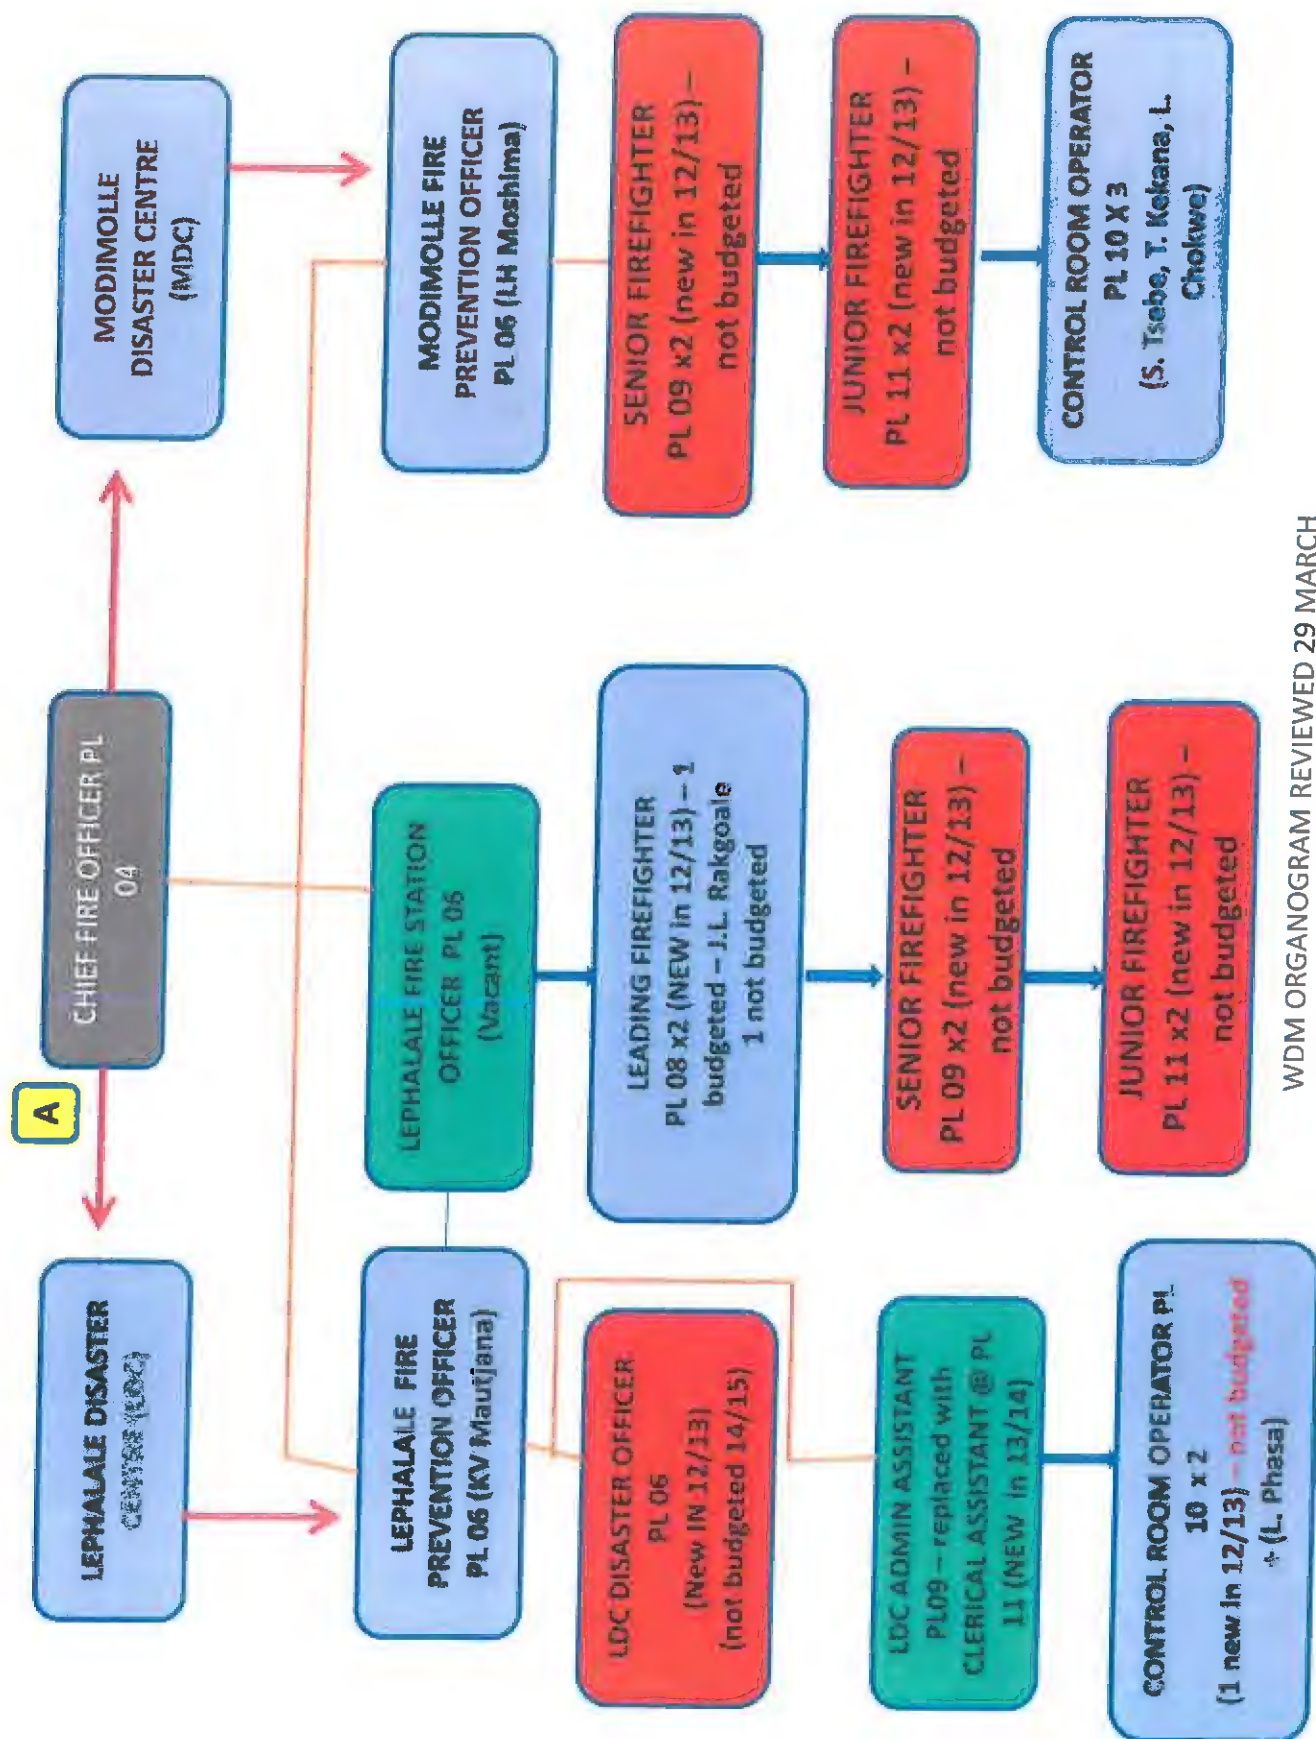 A
CHIEF FIRE OFFICER PL
04
LEPHALALE DISASTER
CENTRE (LDC)
MODIMOLLE
DISASTER CENTRE
(MDC)
LEPHALALE FIRE
PREVENTION OFFICER
PL 06 (KV Mautjana)
LEPHALALE FIRE STATION
OFFICER PL 06
(Vacant)
MODIMOLLE FIRE
PREVENTION OFFICER
PL 06 (LH Moshima)
LDC DISASTER OFFICER
PL 06
(New IN 12/13)
(not budgeted 14/15)
LEADING FIREFIGHTER
PL 08 x2 (NEW in 12/13) – 1
budgeted – J.L. Rakgoale
1 not budgeted
SENIOR FIREFIGHTER
PL 09 x2 (new in 12/13) –
not budgeted
LDC ADMIN ASSISTANT
PL09 – replaced with
CLERICAL ASSISTANT @ PL
11 (NEW in 13/14)
SENIOR FIREFIGHTER
PL 09 x2 (new in 12/13) –
not budgeted
JUNIOR FIREFIGHTER
PL 11 x2 (new in 12/13) –
not budgeted
CONTROL ROOM OPERATOR PL
10 x 2
(1 new in 12/13) – not budgeted
+ (L. Phasa)
JUNIOR FIREFIGHTER
PL 11 x2 (new in 12/13) –
not budgeted
CONTROL ROOM OPERATOR
PL 10 X 3
(S. Tsebe, T. Kekana, L.
Chokwe)
WDM ORGANOGRAM REVIEWED 29 MARCH